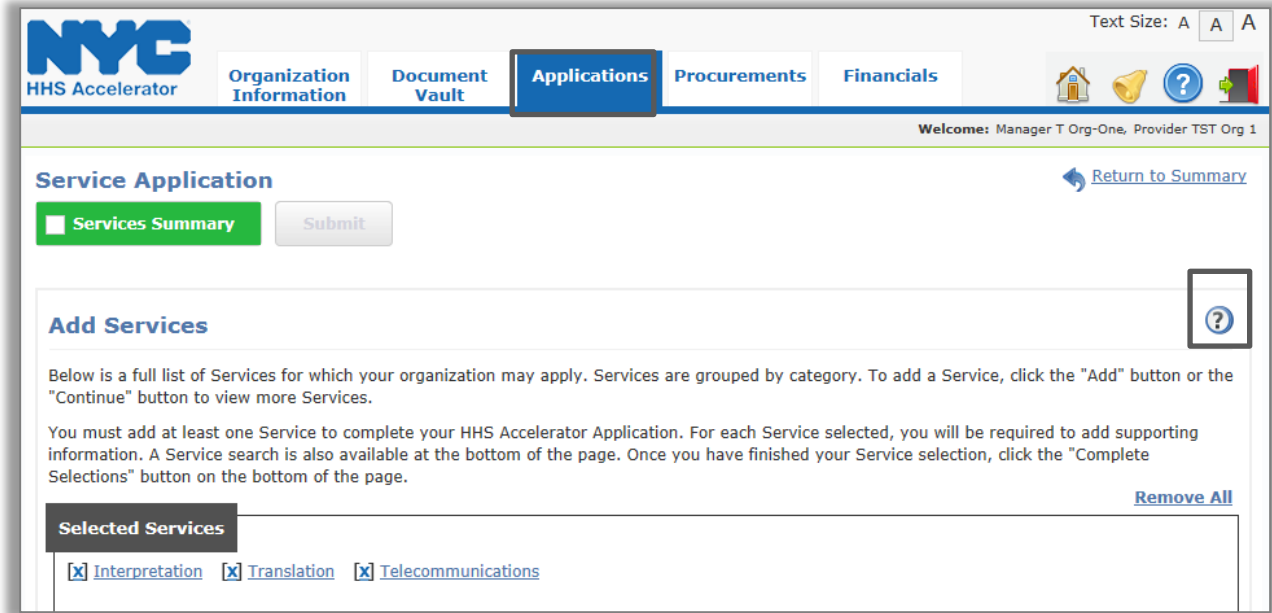 Text Size: A A A
NYC
HHS Accelerator
Organization Information
Document Vault
Applications
Procurements
Financials
?
Welcome: Manager T Org-One, Provider TST Org 1
Service Application
Return to Summary
Services Summary
Submit
Add Services
?
Below is a full list of Services for which your organization may apply. Services are grouped by category. To add a Service, click the "Add" button or the
"Continue" button to view more Services.
You must add at least one Service to complete your HHS Accelerator Application. For each Service selected, you will be required to add supporting
information. A Service search is also available at the bottom of the page. Once you have finished your Service selection, click the "Complete
Selections" button on the bottom of the page.
Remove All
Selected Services
[x] Interpretation [x] Translation [x] Telecommunications